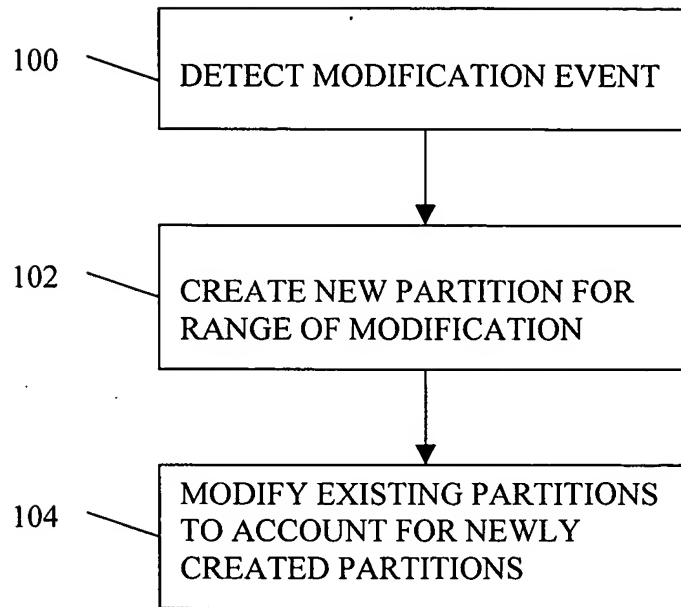 100
DETECT MODIFICATION EVENT
102
CREATE NEW PARTITION FOR
RANGE OF MODIFICATION
104
MODIFY EXISTING PARTITIONS
TO ACCOUNT FOR NEWLY
CREATED PARTITIONS